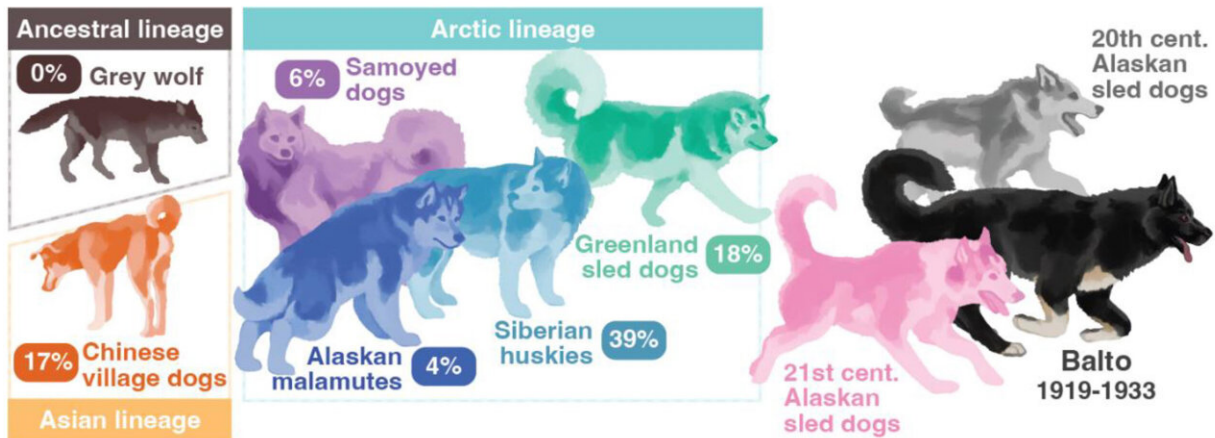 Ancestral lineage
0% Grey wolf
17% Chinese
village dogs
Asian lineage
Arctic lineage
6% Samoyed
dogs
Greenland
sled dogs 18%
Siberian
huskies 39%
Alaskan
malamutes 4%
20th cent.
Alaskan
sled dogs
21st cent.
Alaskan
sled dogs
Balto
1919-1933